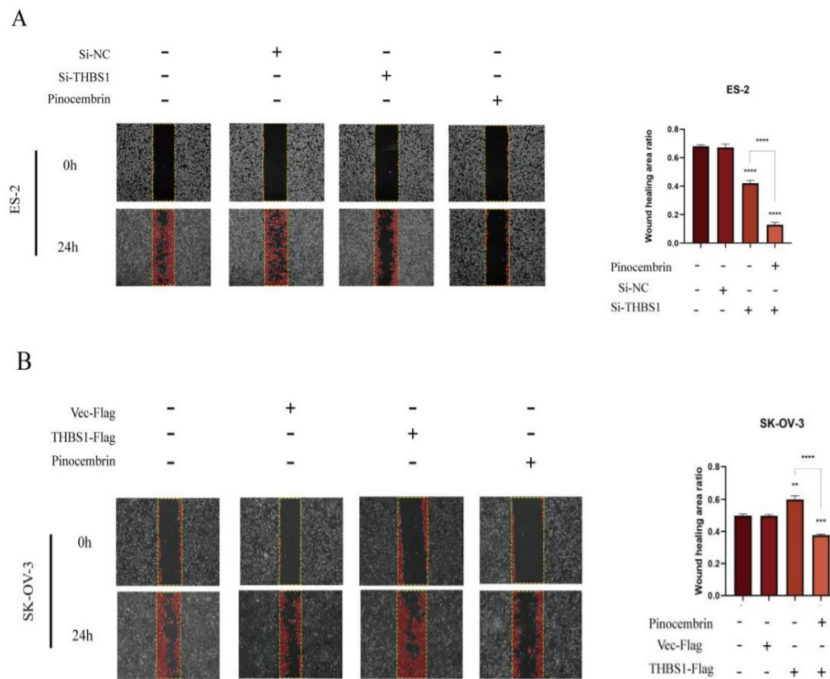 A
Si-NC - + - -
Si-THBS1 - - + -
Pinocembrin - - - +
ES-2
0h
24h
ES-2
Wound healing area ratio
0.8
0.6
0.4
0.2
0.0
****
****
****
Pinocembrin - - - +
Si-NC - + - -
Si-THBS1 - - + +
B
Vec-Flag - + - -
THBS1-Flag - - + -
Pinocembrin - - - +
SK-OV-3
0h
24h
SK-OV-3
Wound healing area ratio
0.8
0.6
0.4
0.2
0.0
**
****
***
Pinocembrin - - - +
Vec-Flag - + - -
THBS1-Flag - - + +